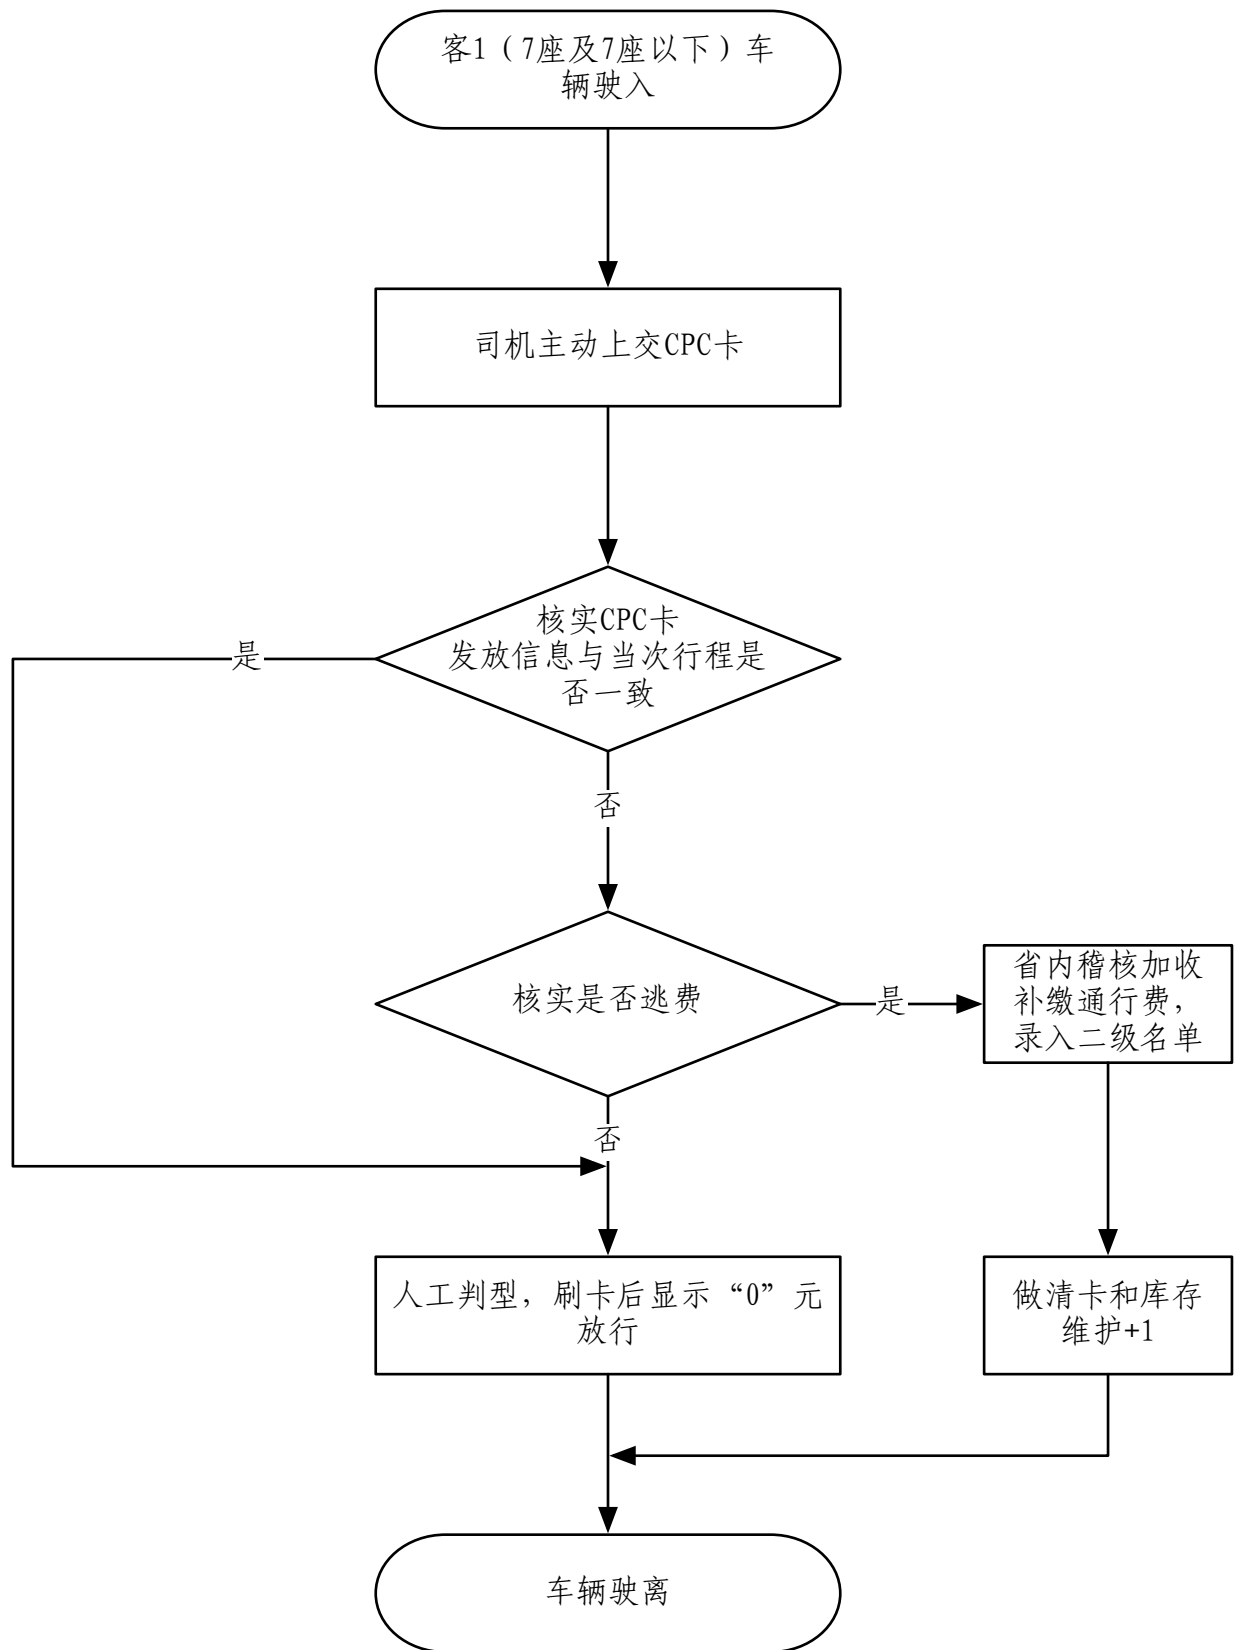 客1（7座及7座以下）车
辆驶入
司机主动上交CPC卡
核实CPC卡
发放信息与当次行程是
否一致
是
否
核实是否逃费
是
省内稽核加收
补缴通行费，
录入二级名单
否
人工判型，刷卡后显示“0”元
放行
做清卡和库存
维护+1
车辆驶离